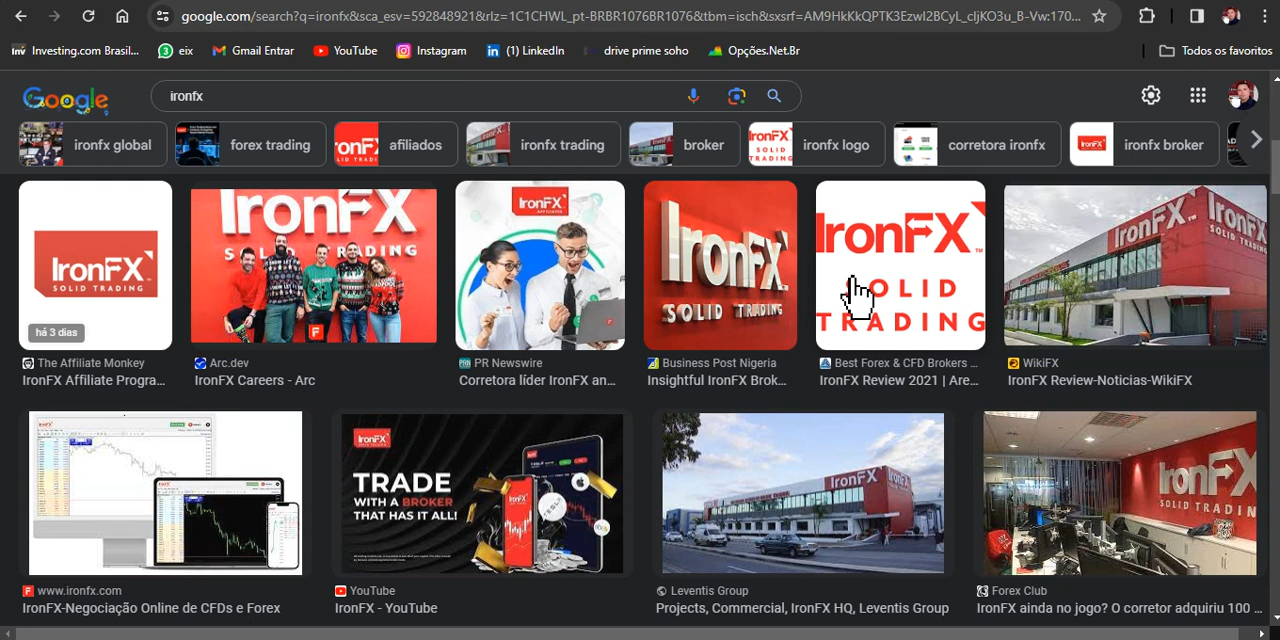 google.com/search?q=ironfx&sca_esv=592848921&rlz=1C1CHWL_pt-BRBR1076BR1076&tbm=isch&sxsrf=AM9HkKkQPTK3EzwI2BCyL_cIjKO3u_B-Vw:170...
Investing.com Brasil... eix Gmail Entrar YouTube Instagram (1) LinkedIn drive prime soho Opções.Net.Br Todos os favoritos
Google ironfx
ironfx global forex trading afiliados ironfx trading broker ironfx logo corretora ironfx ironfx broker
IronFX
SOLID TRADING
há 3 dias
IronFX
SOLID TRADING
IronFX
AFFILIATES
IronFX
SOLID TRADING
IronFX™
SOLID
TRADING
IronFX
IronFX
SOLID TRADING
The Affiliate Monkey
IronFX Affiliate Progra...
Arc.dev
IronFX Careers - Arc
PR Newswire
Corretora líder IronFX an...
Business Post Nigeria
Insightful IronFX Brok...
Best Forex & CFD Brokers ...
IronFX Review 2021 | Are...
WikiFX
IronFX Review-Noticias-WikiFX
IronFX
TRADE
WITH A BROKER
THAT HAS IT ALL!
IronFX
TESLA
IronFX
IronFX
SOLID TRADING
www.ironfx.com
IronFX-Negociação Online de CFDs e Forex
YouTube
IronFX - YouTube
Leventis Group
Projects, Commercial, IronFX HQ, Leventis Group
Forex Club
IronFX ainda no jogo? O corretor adquiriu 100 ...